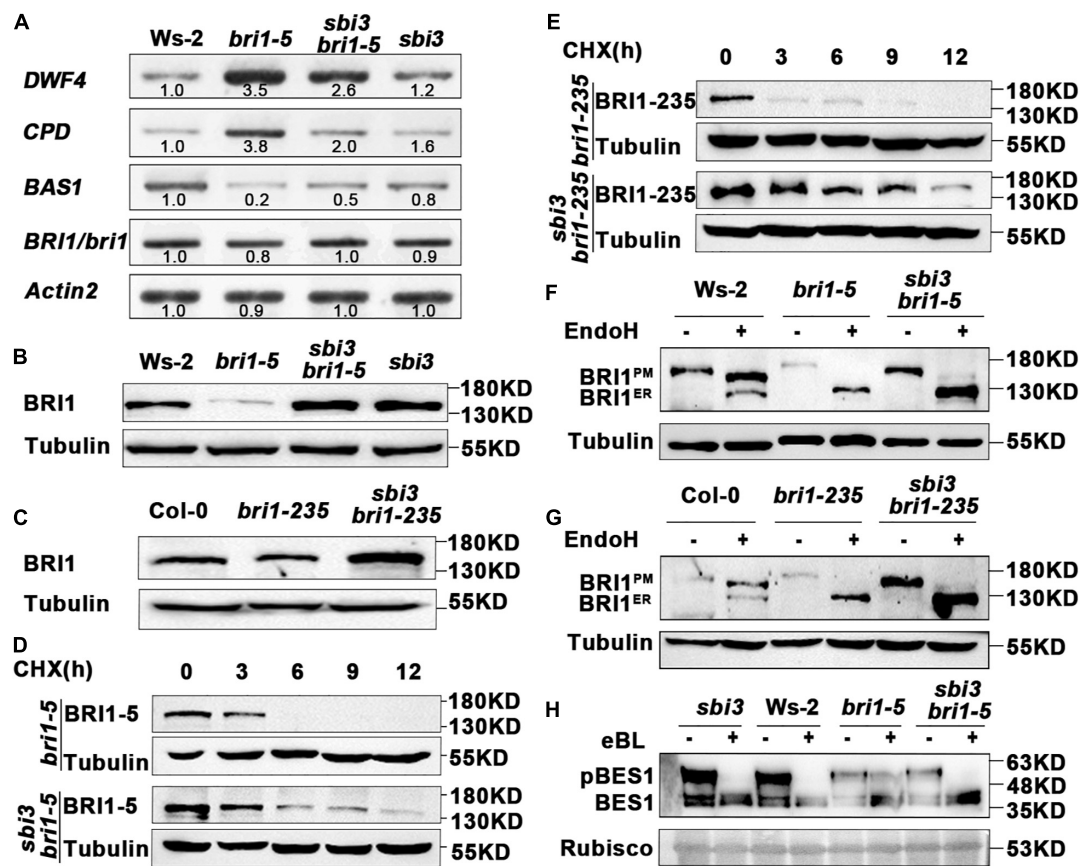 A
Ws-2 bri1-5 sbi3 bri1-5 sbi3
DWF4
1.0 3.5 2.6 1.2
CPD
1.0 3.8 2.0 1.6
BAS1
1.0 0.2 0.5 0.8
BRI1/bri1
1.0 0.8 1.0 0.9
Actin2
1.0 0.9 1.0 1.0
B
Ws-2 bri1-5 sbi3 bri1-5 sbi3
BRI1
180KD
130KD
Tubulin
55KD
C
Col-0 bri1-235 sbi3 bri1-235
BRI1
180KD
130KD
Tubulin
55KD
D
CHX(h) 0 3 6 9 12
bri1-5
BRI1-5
180KD
130KD
Tubulin
55KD
sbi3 bri1-5
BRI1-5
180KD
130KD
Tubulin
55KD
E
CHX(h) 0 3 6 9 12
bri1-235
BRI1-235
180KD
130KD
Tubulin
55KD
sbi3 bri1-235
BRI1-235
180KD
130KD
Tubulin
55KD
F
Ws-2 bri1-5 sbi3 bri1-5
EndoH - + - + - +
BRI1PM
BRI1ER
180KD
130KD
Tubulin
55KD
G
Col-0 bri1-235 sbi3 bri1-235
EndoH - + - + - +
BRI1PM
BRI1ER
180KD
130KD
Tubulin
55KD
H
sbi3 Ws-2 bri1-5 sbi3 bri1-5
eBL - + - + - + - +
pBES1
BES1
63KD
48KD
35KD
Rubisco
53KD